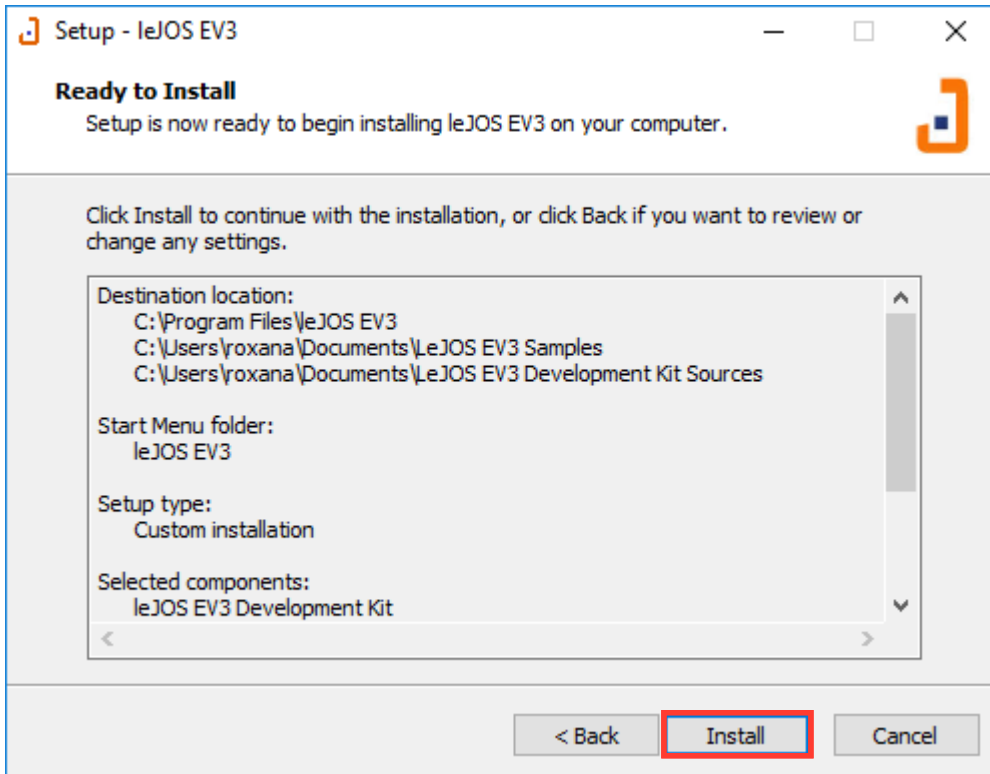 Setup - leJOS EV3
Ready to Install
Setup is now ready to begin installing leJOS EV3 on your computer.
Click Install to continue with the installation, or click Back if you want to review or
change any settings.
Destination location:
C:\Program Files\leJOS EV3
C:\Users\roxana\Documents\LeJOS EV3 Samples
C:\Users\roxana\Documents\LeJOS EV3 Development Kit Sources
Start Menu folder:
leJOS EV3
Setup type:
Custom installation
Selected components:
leJOS EV3 Development Kit
< Back Install Cancel